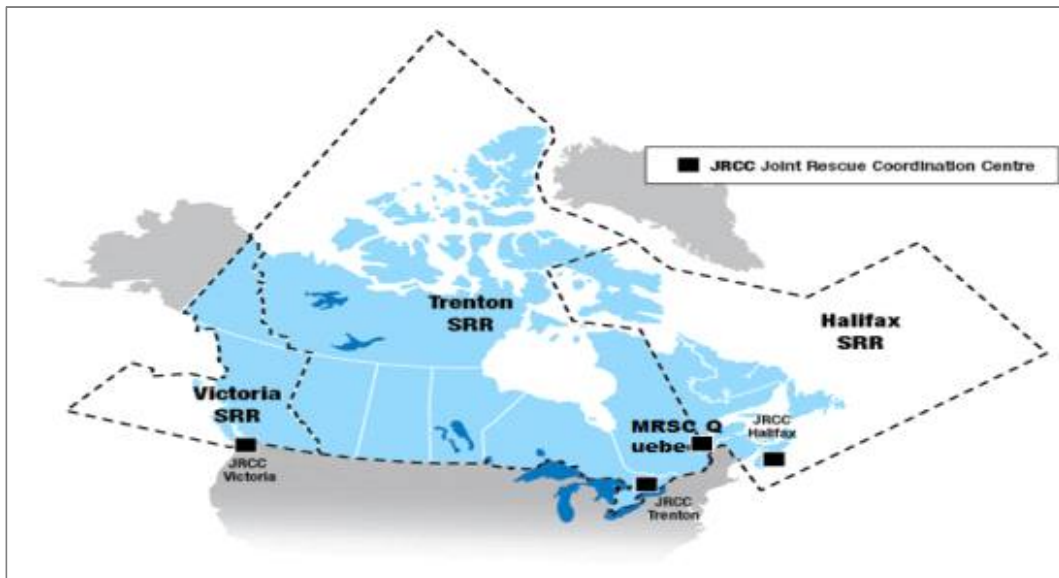 JRCC Joint Rescue Coordination Centre
Trenton
SRR
Halifax
SRR
Victoria
SRR
MRSC Q
uebe
JRCC
Halifax
JRCC
Victoria
JRCC
Trenton